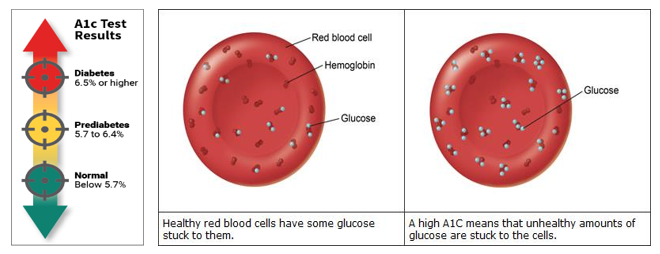 A1c Test
Results
Diabetes
6.5% or higher
Prediabetes
5.7 to 6.4%
Normal
Below 5.7%
Red blood cell
Hemoglobin
Glucose
Healthy red blood cells have some glucose
stuck to them.
Glucose
A high A1C means that unhealthy amounts of
glucose are stuck to the cells.